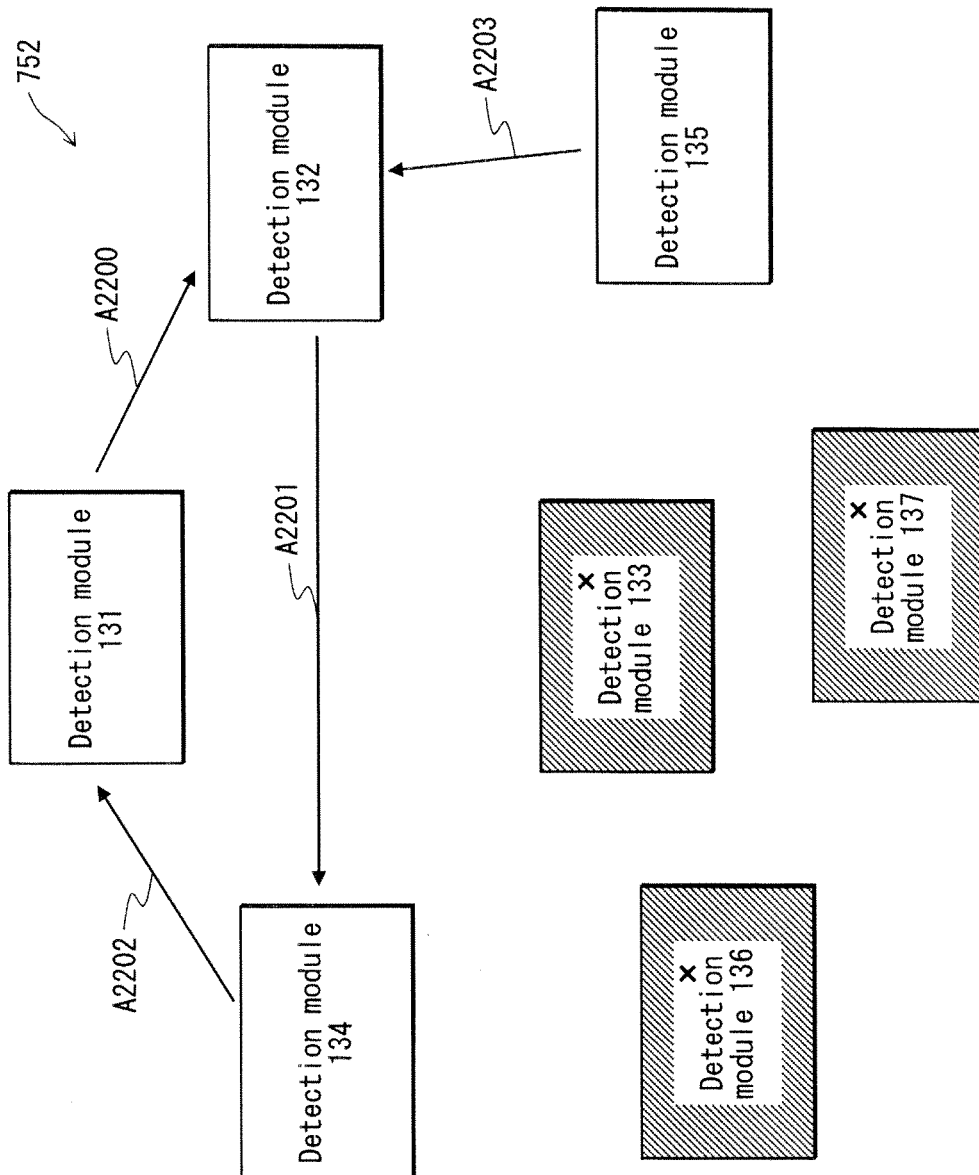 752
A2200
A2202
A2201
A2203
Detection module
131
Detection module
132
Detection module
134
Detection module
135
×
Detection
module 133
×
Detection
module 136
×
Detection
module 137